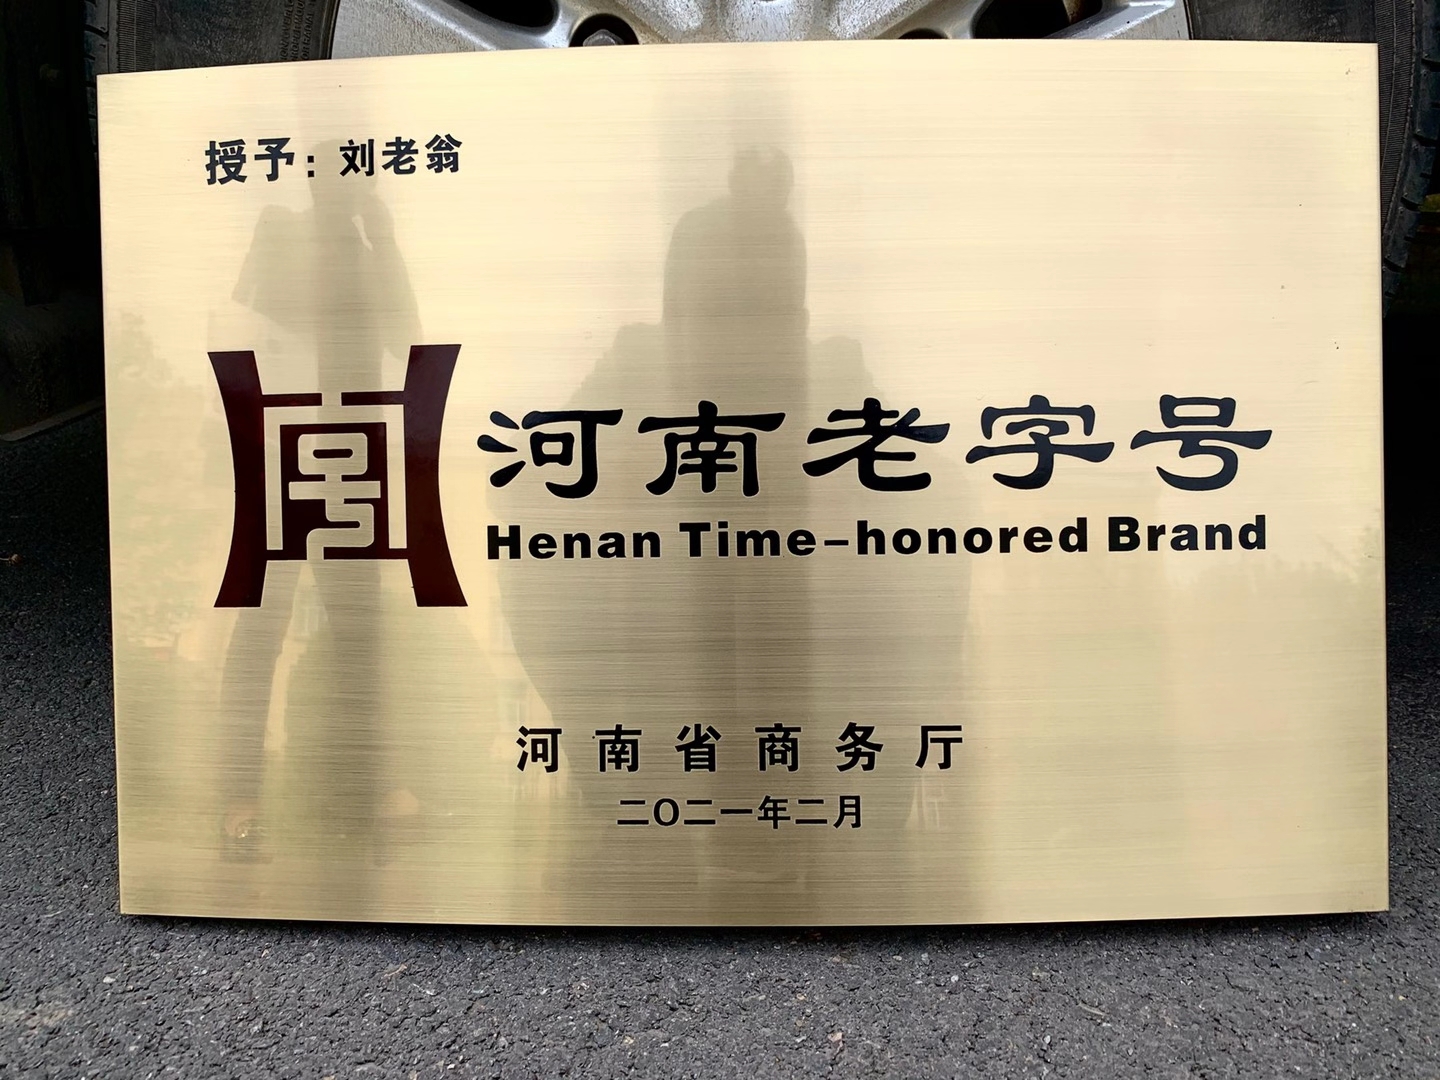 授予：刘老翁
河南老字号
Henan Time-honored Brand
河南省商务厅
二〇二一年二月